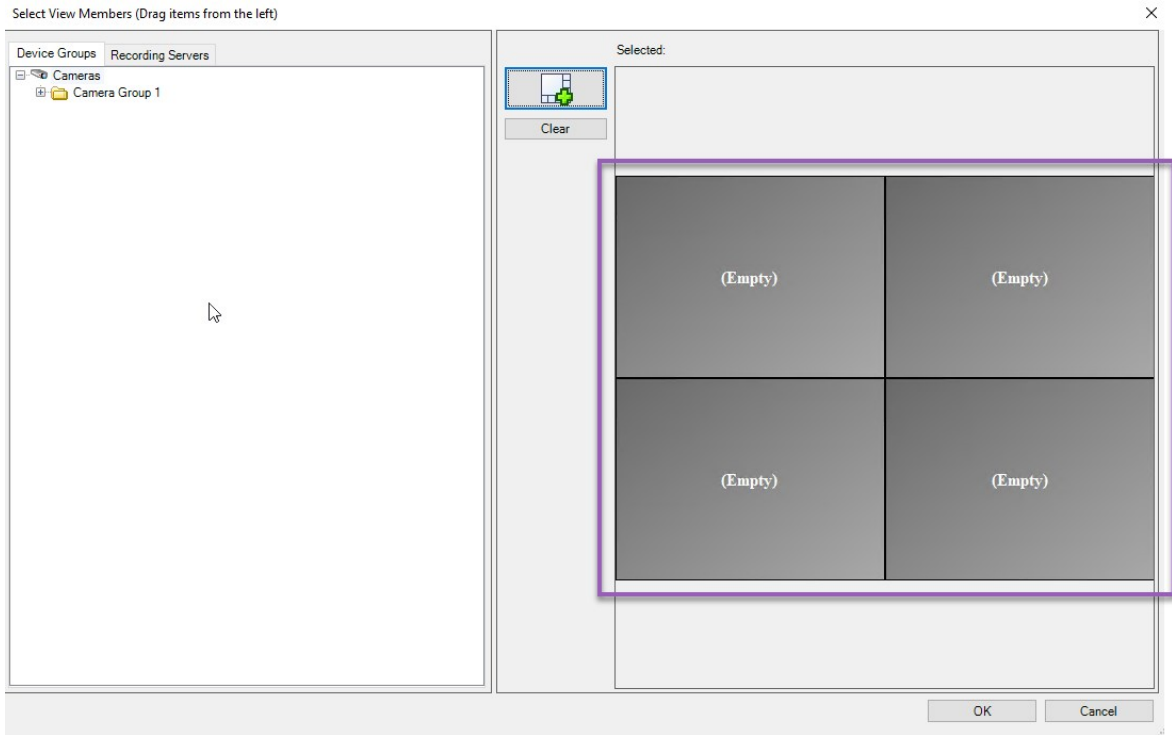 Select View Members (Drag items from the left)
Device Groups
Recording Servers
Selected:
Cameras
Camera Group 1
Clear
(Empty)
(Empty)
(Empty)
(Empty)
OK
Cancel